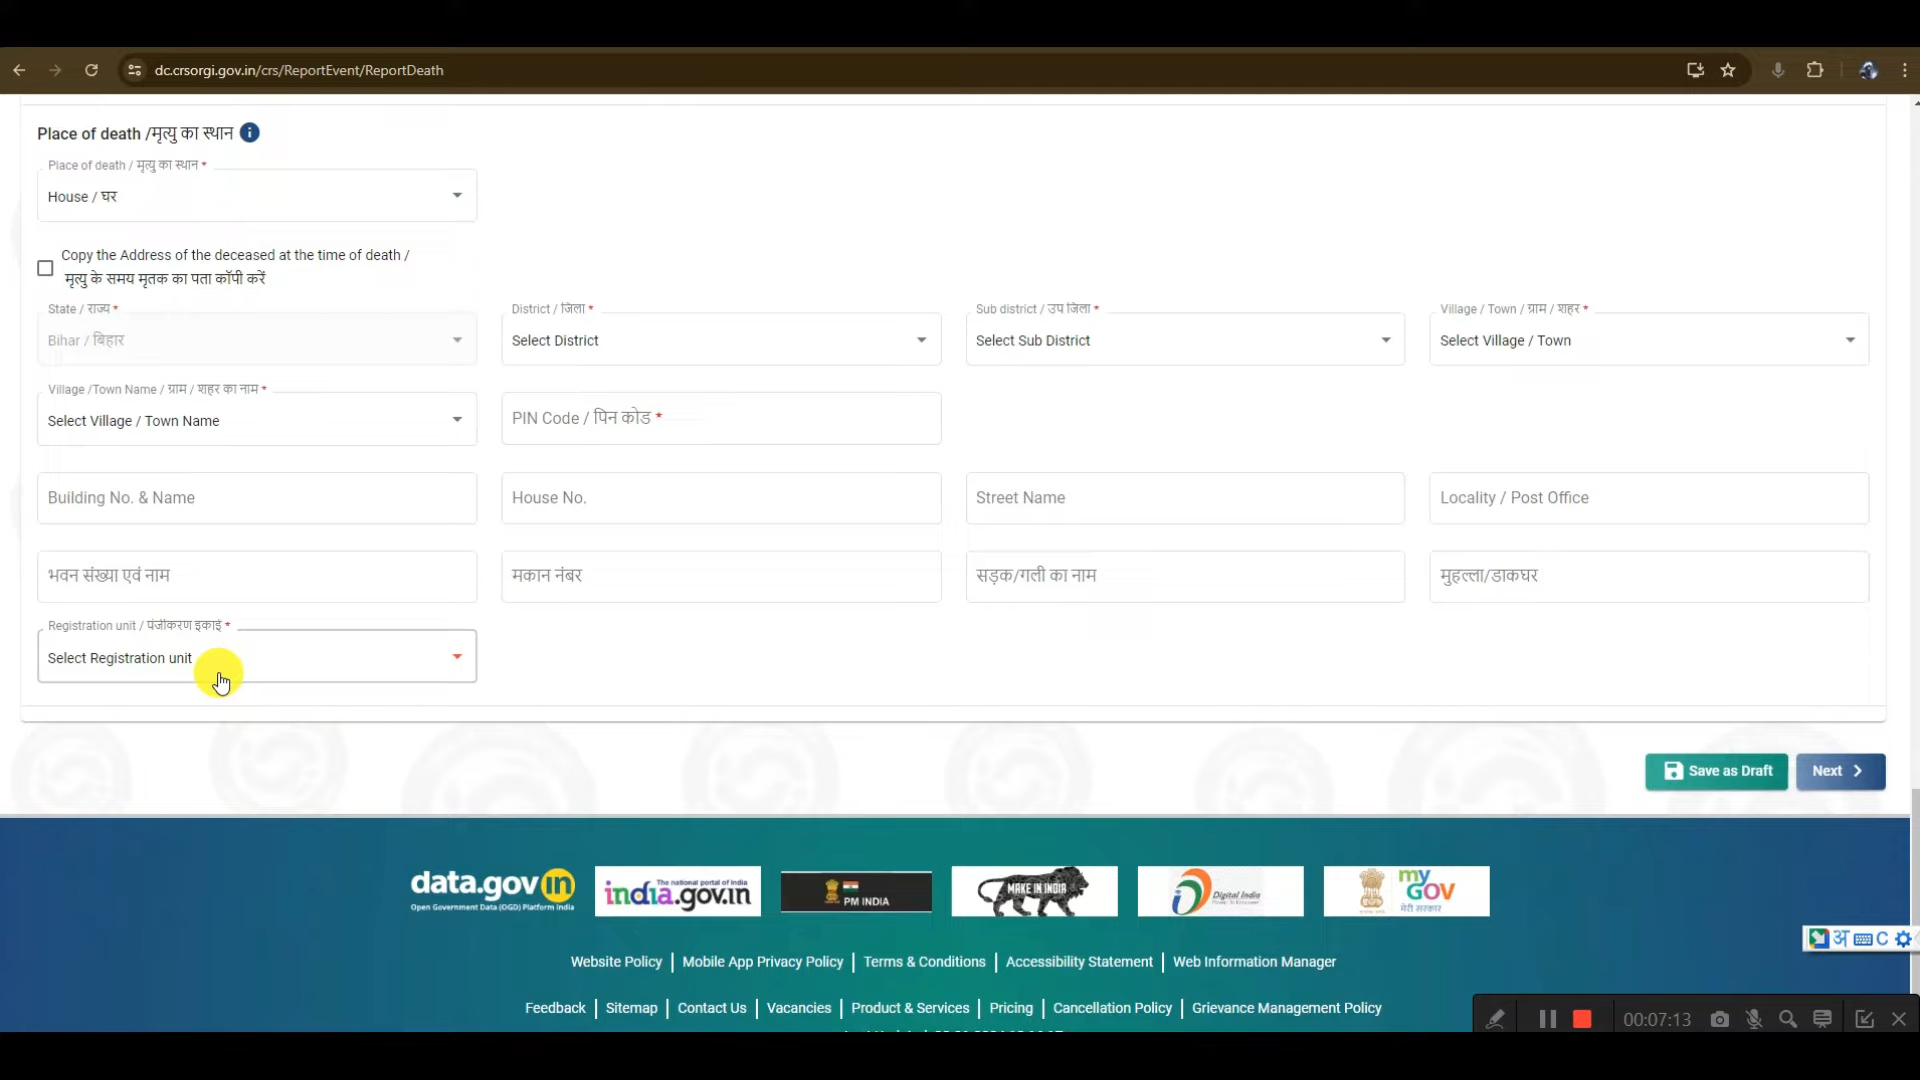 dc.crsorgi.gov.in/crs/ReportEvent/ReportDeath
Place of death /मृत्यु का स्थान i
Place of death / मृत्यु का स्थान *
House / घर
Copy the Address of the deceased at the time of death /
मृत्यु के समय मृतक का पता कॉपी करें
State / राज्य * District / जिला * Sub district / उप जिला * Village / Town / ग्राम / शहर *
Bihar / बिहार Select District Select Sub District Select Village / Town
Village /Town Name / ग्राम / शहर का नाम *
Select Village / Town Name PIN Code / पिन कोड *
Building No. & Name House No. Street Name Locality / Post Office
भवन संख्या एवं नाम मकान नंबर सड़क/गली का नाम मुहल्ला/डाकघर
Registration unit / पंजीकरण इकाई *
Select Registration unit
Save as Draft Next
data.gov in
Open Government Data (OGD) Platform India
The national portal of India
india.gov.in
PM INDIA
MAKE IN INDIA
Digital India
my GOV
मेरी सरकार
अ C
Website Policy | Mobile App Privacy Policy | Terms & Conditions | Accessibility Statement | Web Information Manager
Feedback | Sitemap | Contact Us | Vacancies | Product & Services | Pricing | Cancellation Policy | Grievance Management Policy
00:07:13